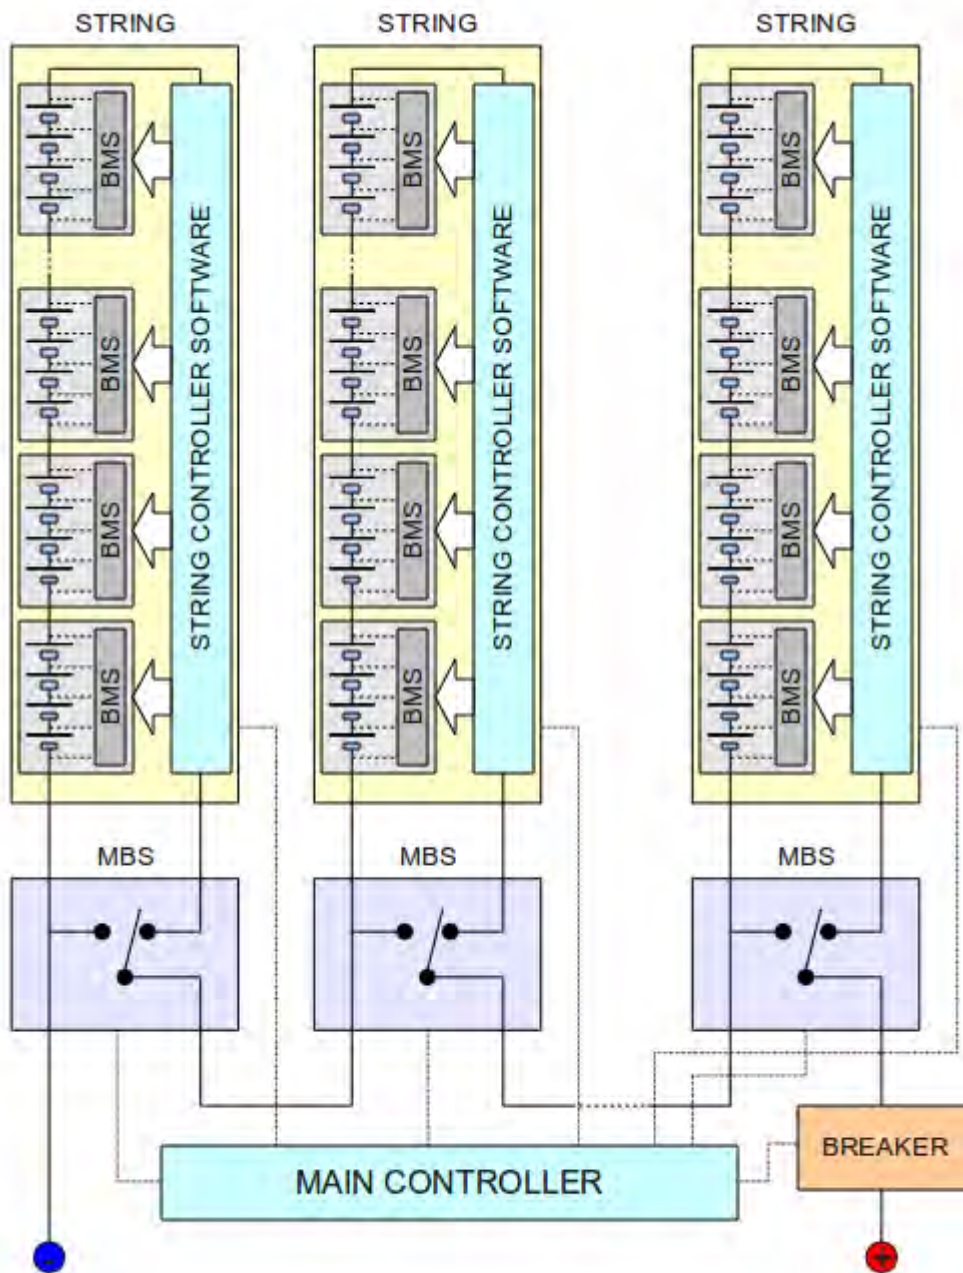 STRING
STRING
STRING
BMS
BMS
BMS
BMS
STRING CONTROLLER SOFTWARE
BMS
BMS
BMS
BMS
STRING CONTROLLER SOFTWARE
BMS
BMS
BMS
BMS
STRING CONTROLLER SOFTWARE
MBS
MBS
MBS
BREAKER
MAIN CONTROLLER
-
+